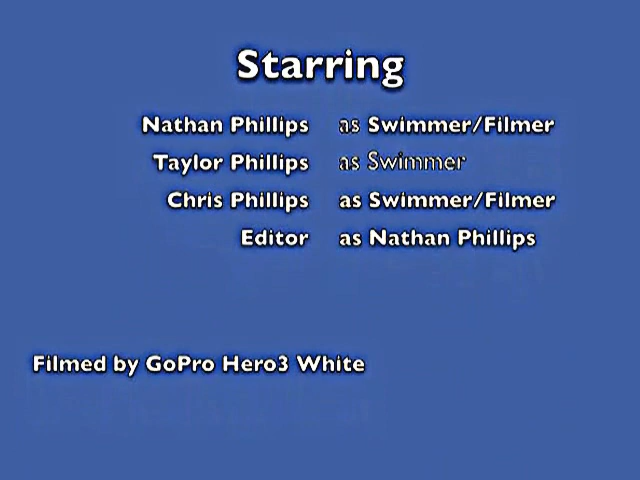 Starring
Nathan Phillips as Swimmer/Filmer
Taylor Phillips as Swimmer
Chris Phillips as Swimmer/Filmer
Editor as Nathan Phillips
Filmed by GoPro Hero3 White